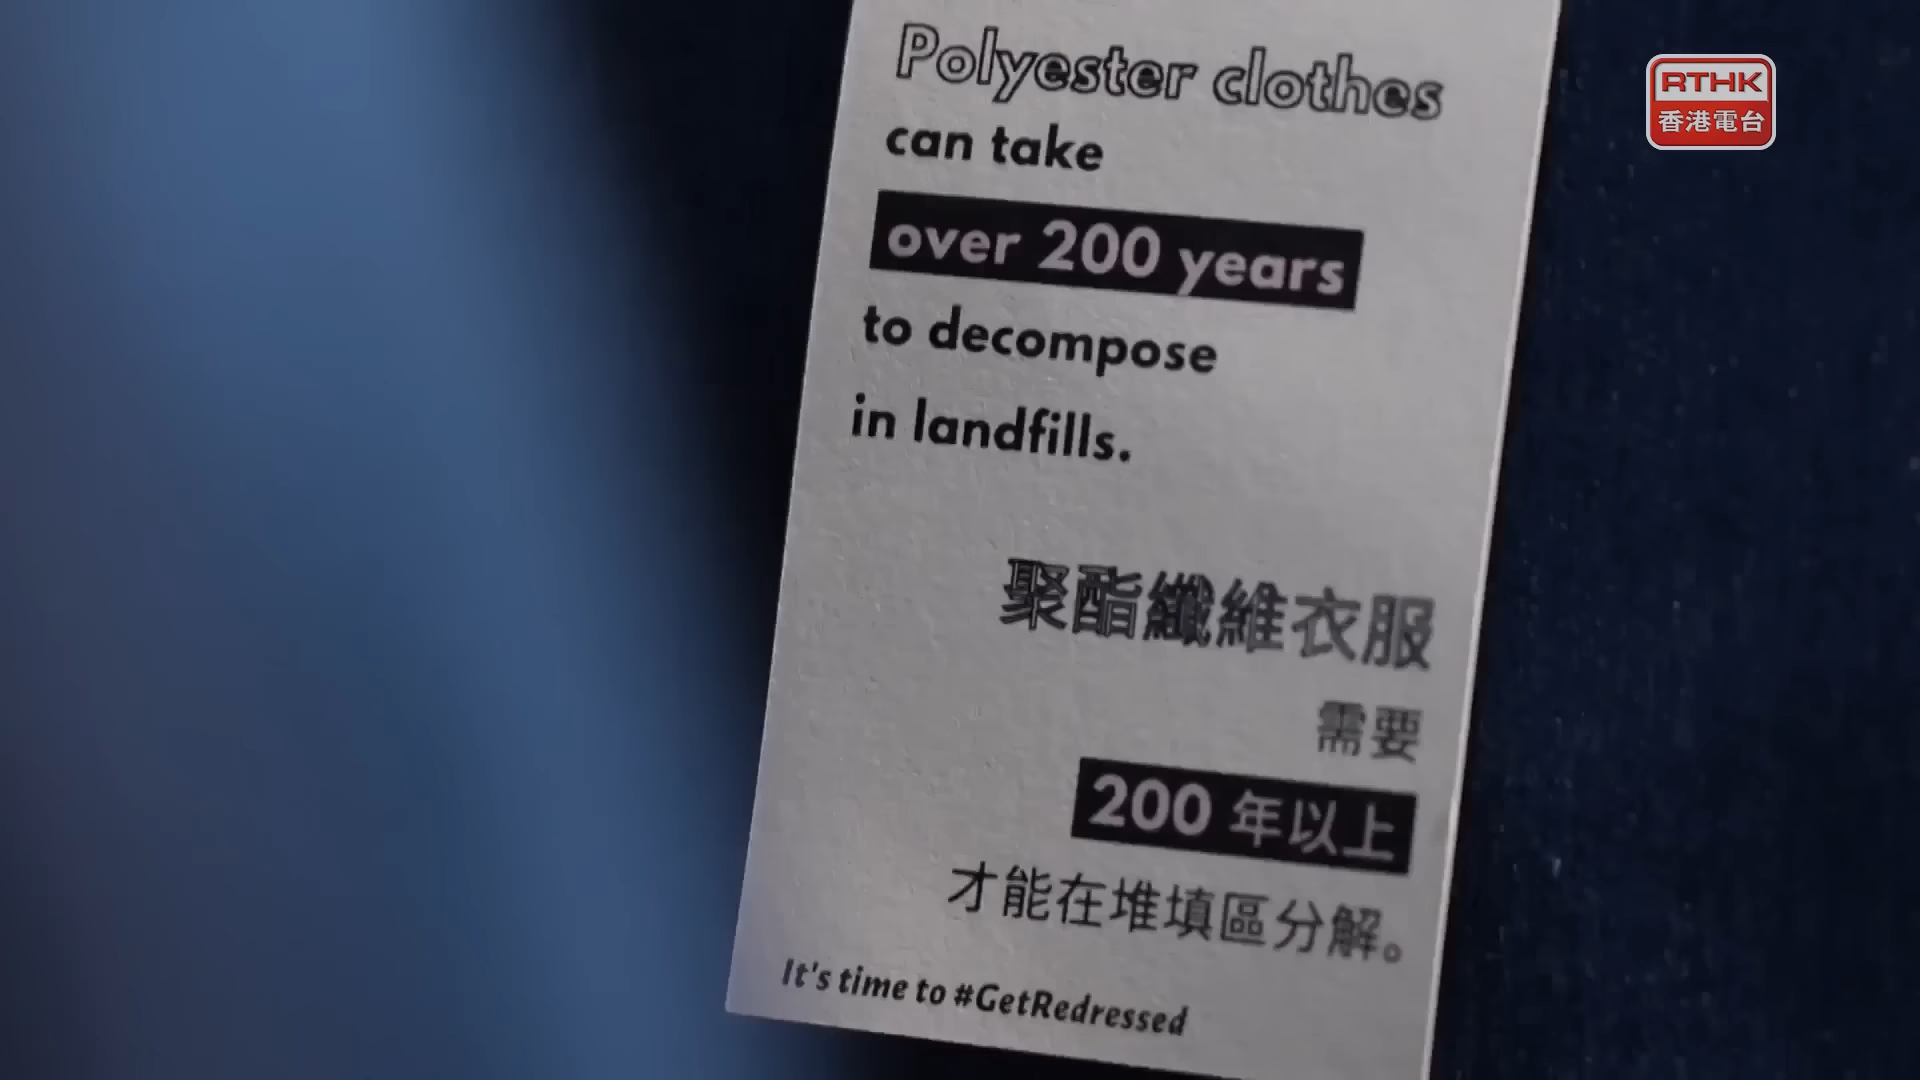 Polyester clothes
can take
over 200 years
to decompose
in landfills.
聚酯纖維衣服
需要
200 年以上
才能在堆填區分解。
It's time to #GetRedressed
RTHK
香港電台